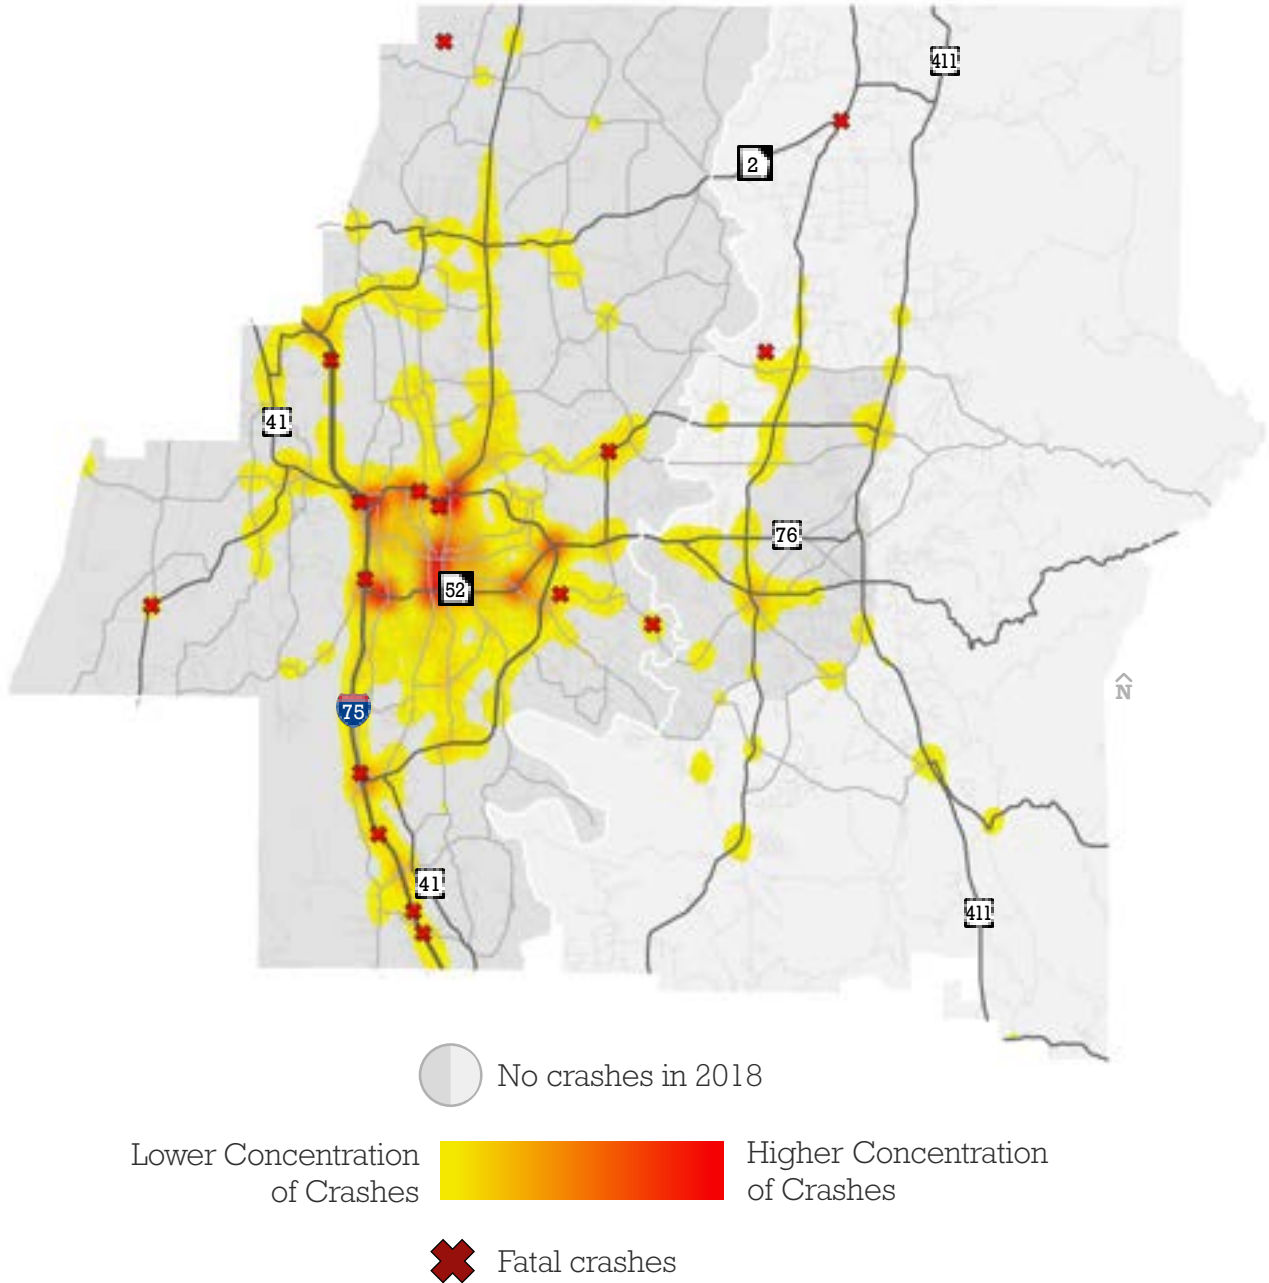 411
2
41
76
52
N
75
41
411
No crashes in 2018
Lower Concentration
of Crashes
Higher Concentration
of Crashes
Fatal crashes